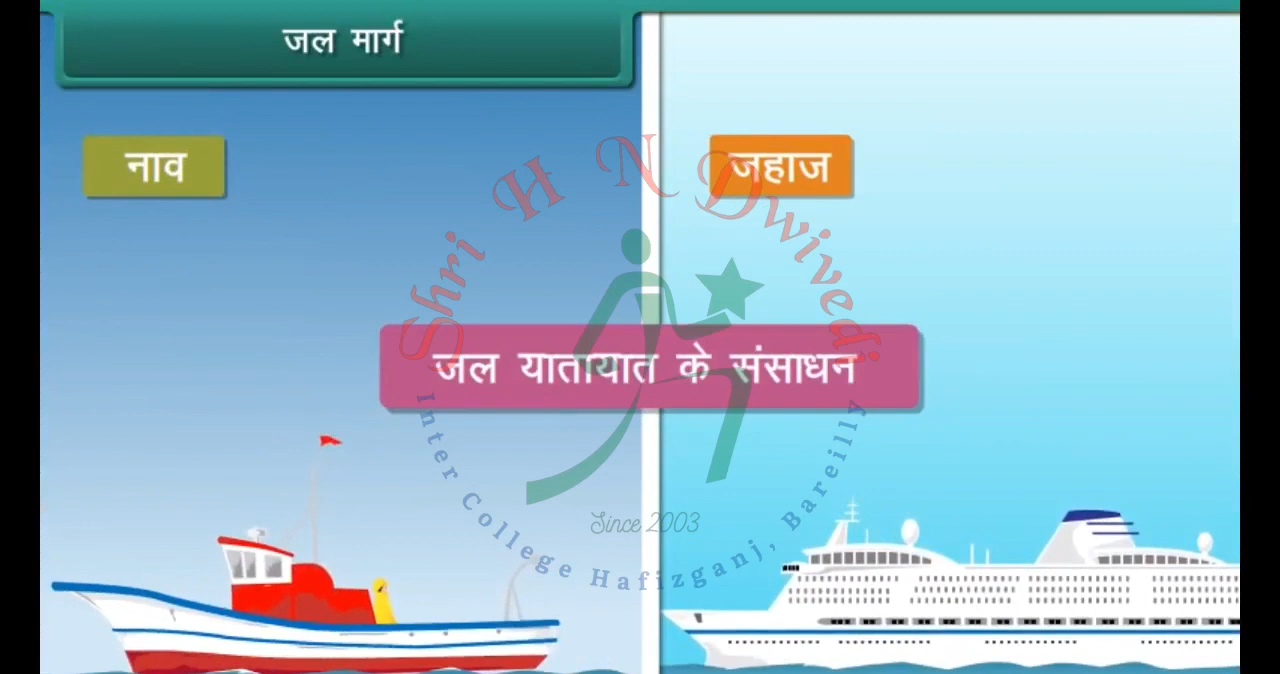 जल मार्ग
नाव
जहाज
जल यातायात के संसाधन
Shri H N Dwivedi
Inter College Hafizganj, Bareilly
Since 2003